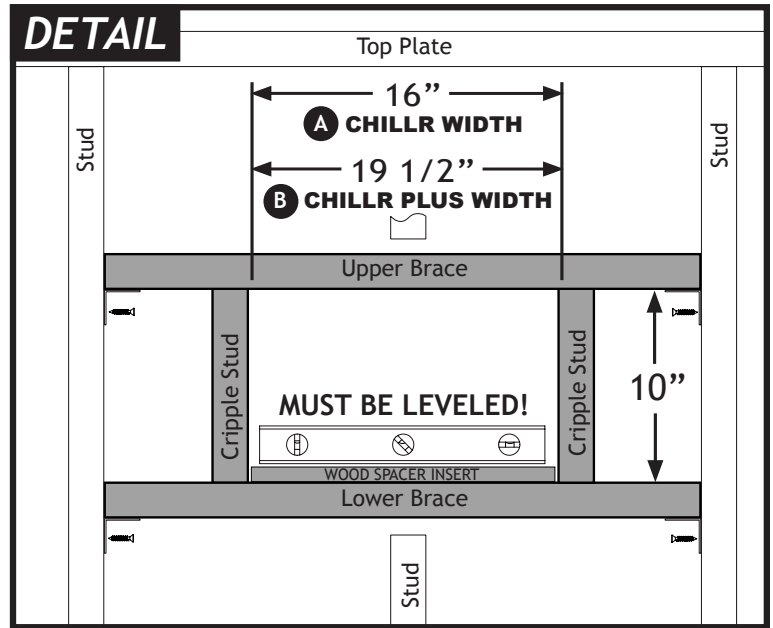 DETAIL
Top Plate
16”
A CHILLR WIDTH
Stud
Stud
19 1/2”
B CHILLR PLUS WIDTH
Upper Brace
Cripple Stud
Cripple Stud
10”
MUST BE LEVELED!
WOOD SPACER INSERT
Lower Brace
Stud